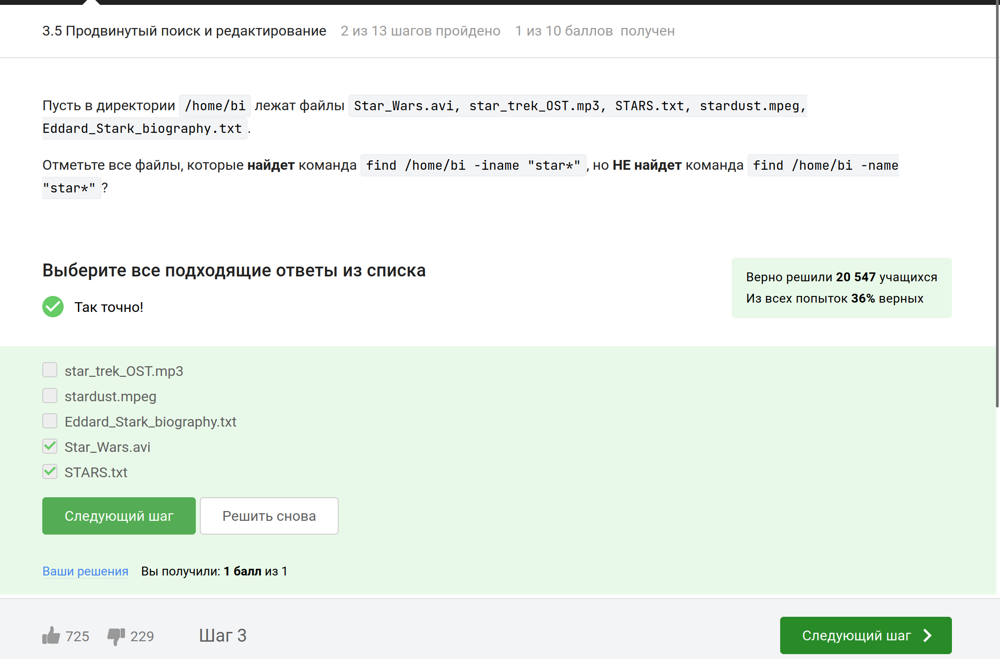 3.5 Продвинутый поиск и редактирование 2 из 13 шагов пройдено 1 из 10 баллов получен
Пусть в директории /home/bi лежат файлы Star_Wars.avi, star_trek_OST.mp3, STARS.txt, stardust.mpeg,
Eddard_Stark_biography.txt.
Отметьте все файлы, которые найдет команда find /home/bi -iname "star*", но НЕ найдет команда find /home/bi -name
"star*"?
Выберите все подходящие ответы из списка
Верно решили 20 547 учащихся
Из всех попыток 36% верных
Так точно!
star_trek_OST.mp3
stardust.mpeg
Eddard_Stark_biography.txt
Star_Wars.avi
STARS.txt
Следующий шаг Решить снова
Ваши решения Вы получили: 1 балл из 1
725 229 Шаг 3 Следующий шаг